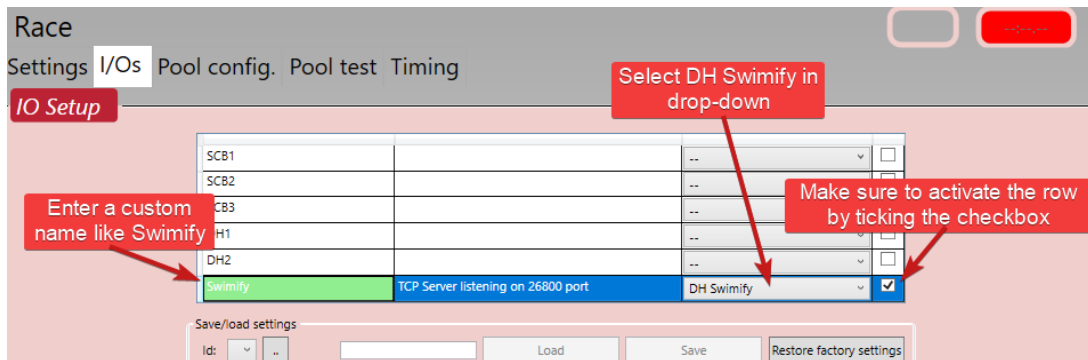 Race
--:--.--
Settings I/Os Pool config. Pool test Timing
Select DH Swimify in
drop-down
IO Setup
SCB1 --
SCB2 --
Make sure to activate the row
by ticking the checkbox
Enter a custom
name like Swimify
CB3 --
H1 --
DH2 --
Swimify TCP Server listening on 26800 port DH Swimify
Save/load settings
Id: .. Load Save Restore factory settings